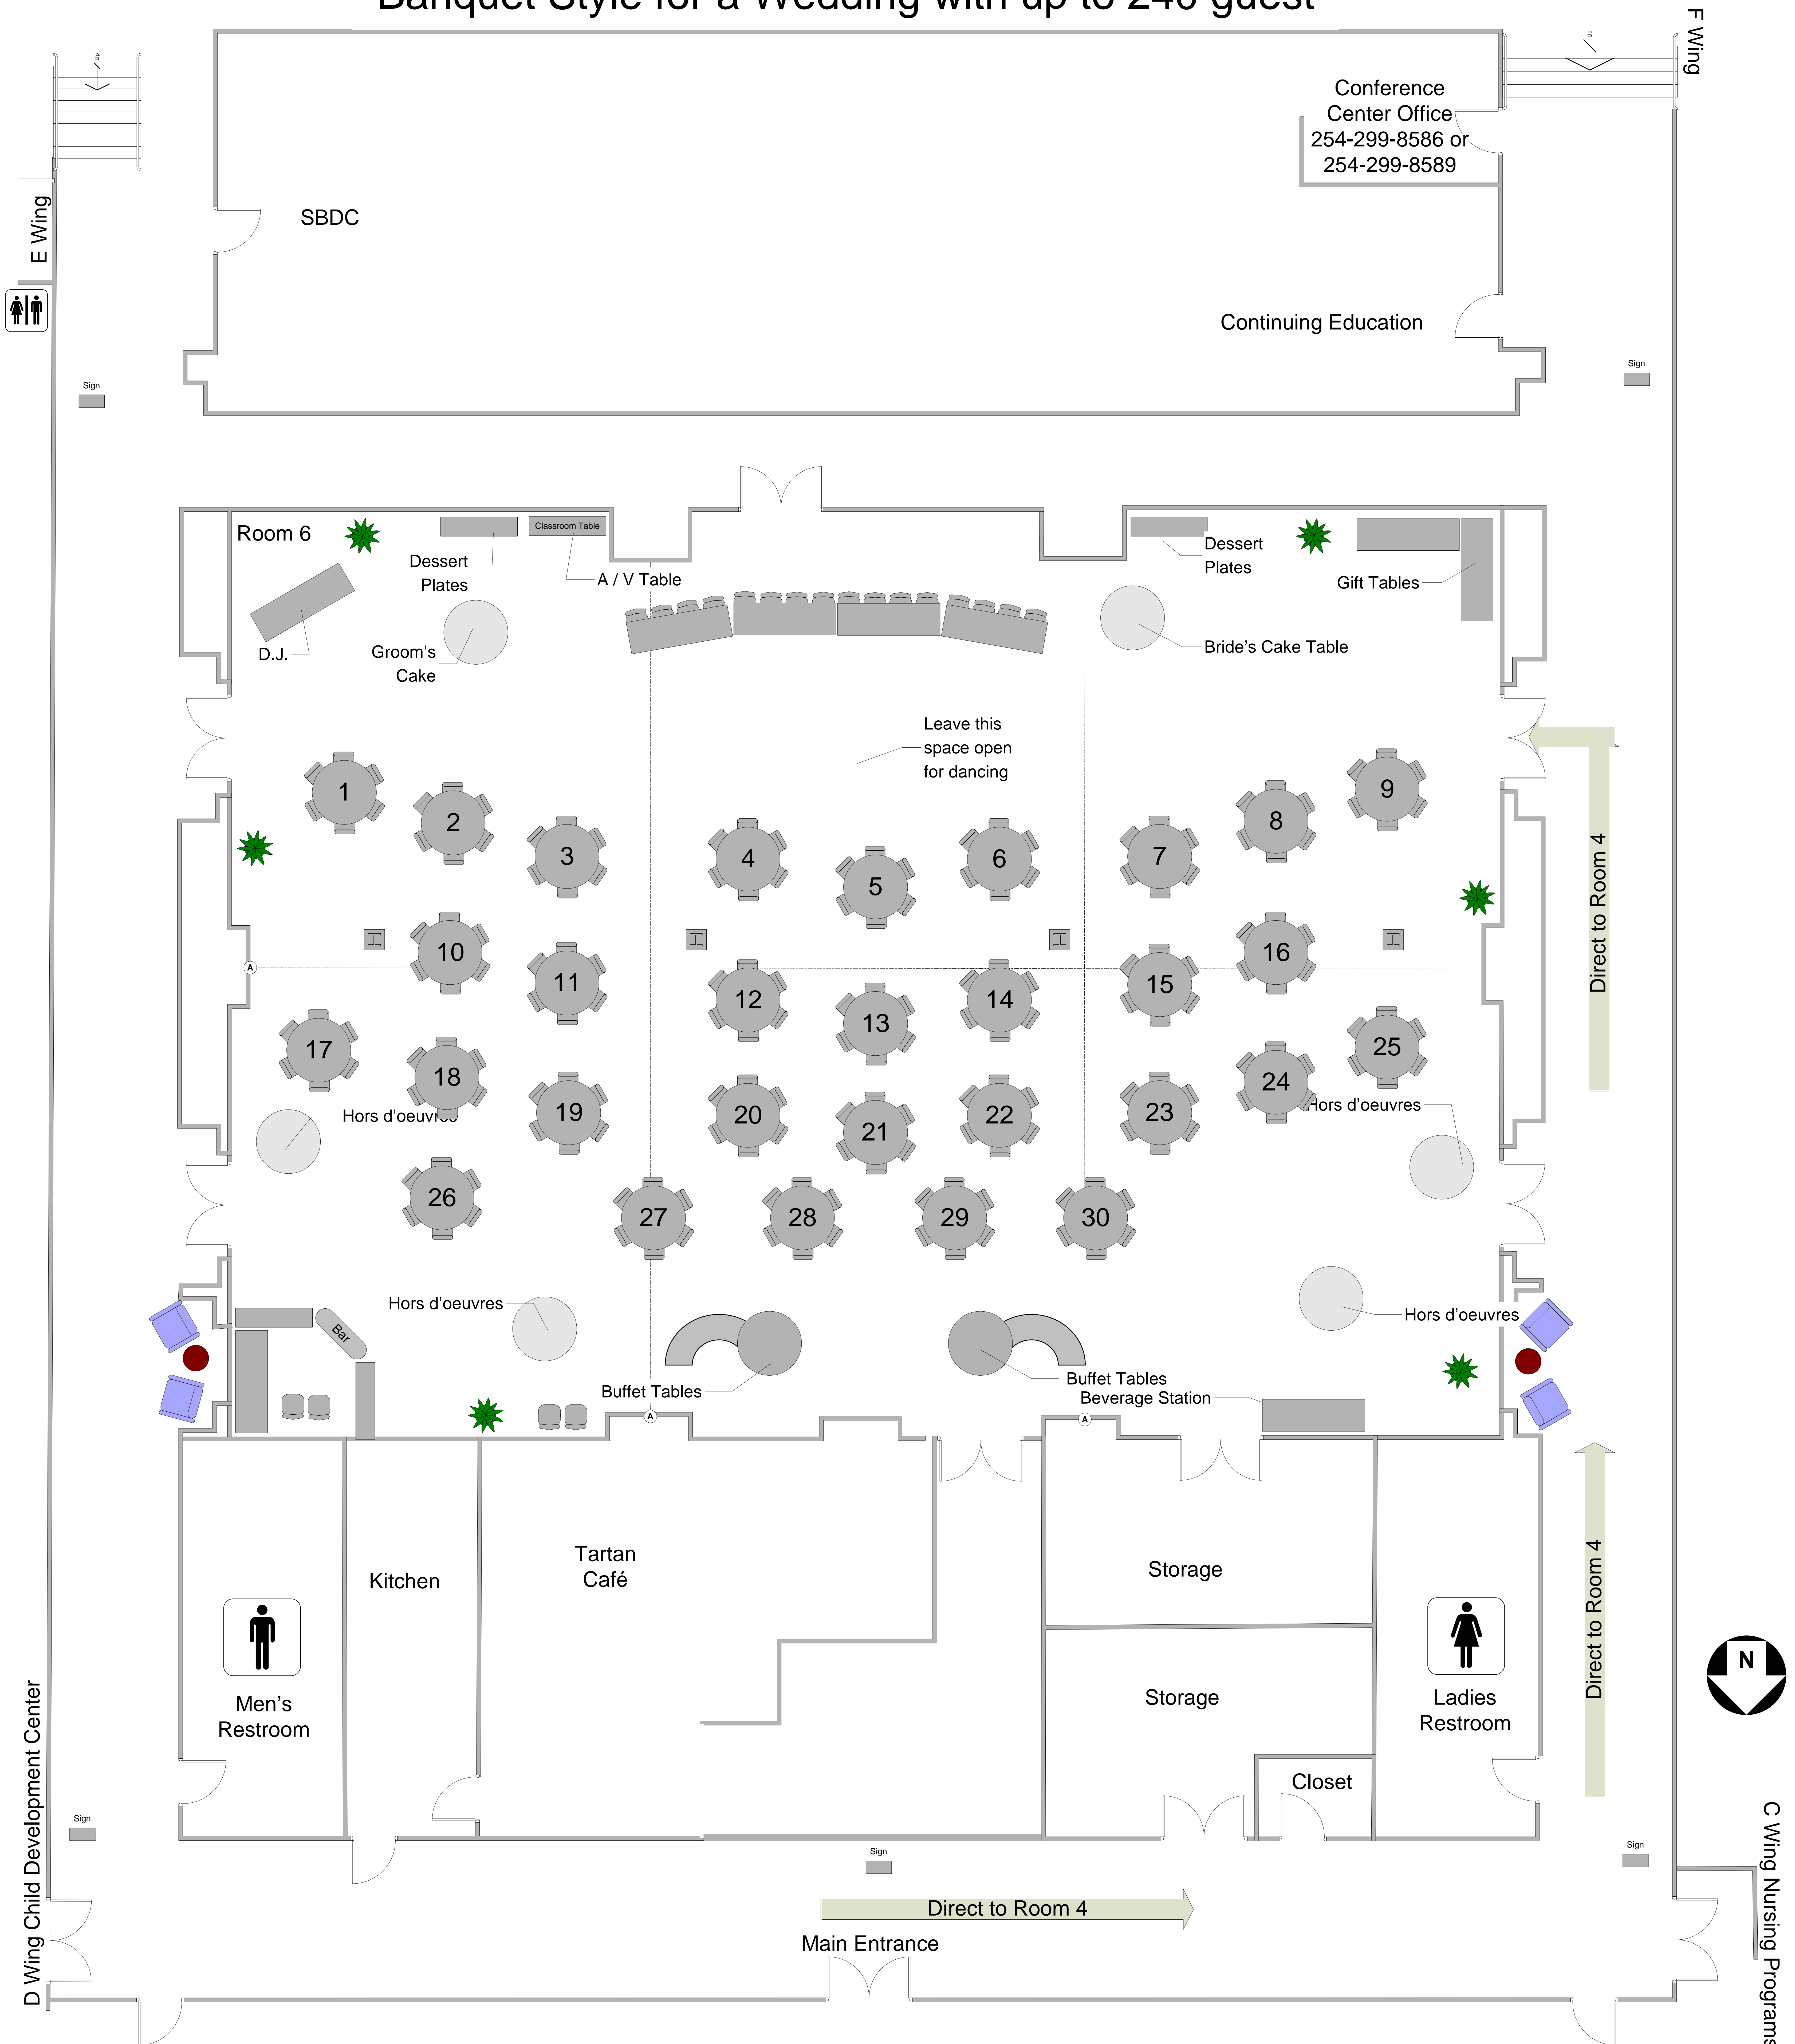 Banquet Style for a Wedding with up to 240 guest
Up
Up
F Wing
Conference
Center Office
254-299-8586 or
254-299-8589
E Wing
SBDC
Continuing Education
Sign
Sign
Room 6
Classroom Table
Dessert
Plates
A / V Table
Dessert
Plates
Gift Tables
D.J.
Groom's
Cake
Bride's Cake Table
Leave this
space open
for dancing
1
2
3
4
5
6
7
8
9
Direct to Room 4
10
11
12
13
14
15
16
A
17
18
19
20
21
22
23
24
25
Hors d'oeuvres
Hors d'oeuvres
26
27
28
29
30
Hors d'oeuvres
Hors d'oeuvres
Bar
Buffet Tables
Buffet Tables
Beverage Station
A
A
Tartan
Café
Kitchen
Storage
Direct to Room 4
Men's
Restroom
Storage
Ladies
Restroom
N
Closet
D Wing Child Development Center
C Wing Nursing Programs
Sign
Sign
Sign
Direct to Room 4
Main Entrance